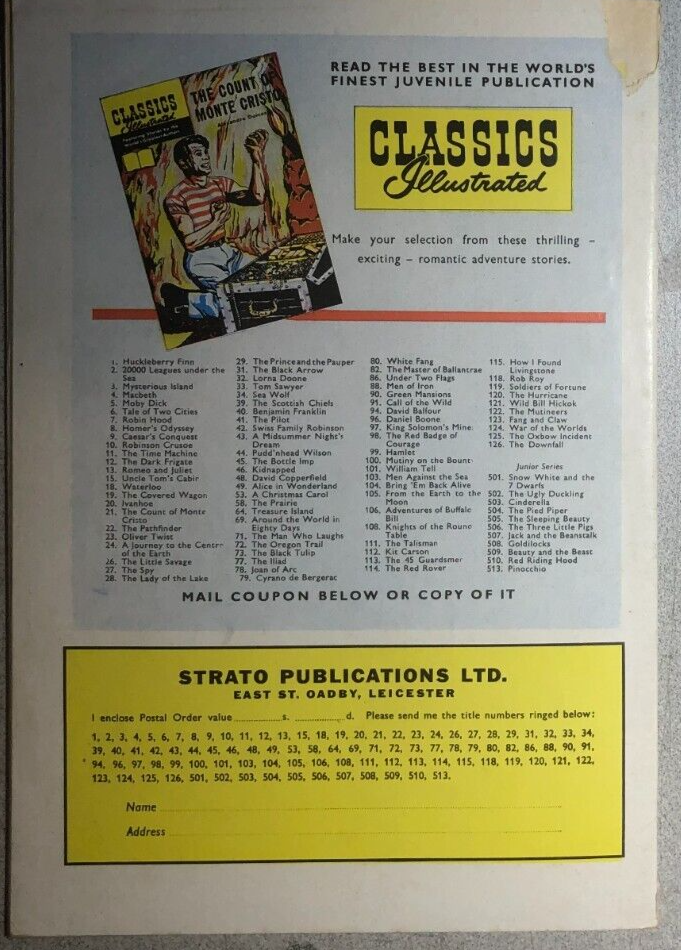 READ THE BEST IN THE WORLD'S
FINEST JUVENILE PUBLICATION
CLASSICS
Illustrated
Featuring Stories by the
World's Greatest Authors
THE COUNT OF
MONTE CRISTO
Alexandre Dumas
CLASSICS
Illustrated
Make your selection from these thrilling –
exciting – romantic adventure stories.
1. Huckleberry Finn
2. 20000 Leagues under the
Sea
3. Mysterious Island
4. Macbeth
5. Moby Dick
6. Tale of Two Cities
7. Robin Hood
8. Homer's Odyssey
9. Caesar's Conquest
10. Robinson Crusoe
11. The Time Machine
12. The Dark Frigate
13. Romeo and Juliet
15. Uncle Tom's Cabin
18. Waterloo
19. The Covered Wagon
20. Ivanhoe
21. The Count of Monte
Cristo
22. The Pathfinder
23. Oliver Twist
24. A Journey to the Centre
of the Earth
26. The Little Savage
27. The Spy
28. The Lady of the Lake
29. The Prince and the Pauper
31. The Black Arrow
32. Lorna Doone
33. Tom Sawyer
34. Sea Wolf
39. The Scottish Chiefs
40. Benjamin Franklin
41. The Pilot
42. Swiss Family Robinson
43. A Midsummer Night's
Dream
44. Pudd'nhead Wilson
45. The Bottle Imp
46. Kidnapped
48. David Copperfield
49. Alice in Wonderland
53. A Christmas Carol
58. The Prairie
64. Treasure Island
69. Around the World in
Eighty Days
71. The Man Who Laughs
72. The Oregon Trail
73. The Black Tulip
77. The Iliad
78. Joan of Arc
79. Cyrano de Bergerac
80. White Fang
82. The Master of Ballantrae
86. Under Two Flags
88. Men of Iron
90. Green Mansions
91. Call of the Wild
94. David Balfour
96. Daniel Boone
97. King Solomon's Mines
98. The Red Badge of
Courage
99. Hamlet
100. Mutiny on the Bounty
101. William Tell
103. Men Against the Sea
104. Bring 'Em Back Alive
105. From the Earth to the
Moon
106. Adventures of Buffalo
Bill
108. Knights of the Round
Table
111. The Talisman
112. Kit Carson
113. The 45 Guardsmen
114. The Red Rover
115. How I Found
Livingstone
118. Rob Roy
119. Soldiers of Fortune
120. The Hurricane
121. Wild Bill Hickok
122. The Mutineers
123. Fang and Claw
124. War of the Worlds
125. The Oxbow Incident
126. The Downfall
Junior Series
501. Snow White and the
7 Dwarfs
502. The Ugly Duckling
503. Cinderella
504. The Pied Piper
505. The Sleeping Beauty
506. The Three Little Pigs
507. Jack and the Beanstalk
508. Goldilocks
509. Beauty and the Beast
510. Red Riding Hood
513. Pinocchio
MAIL COUPON BELOW OR COPY OF IT
STRATO PUBLICATIONS LTD.
EAST ST. OADBY, LEICESTER
I enclose Postal Order value ............s. ............d. Please send me the title numbers ringed below:
1, 2, 3, 4, 5, 6, 7, 8, 9, 10, 11, 12, 13, 15, 18, 19, 20, 21, 22, 23, 24, 26, 27, 28, 29, 31, 32, 33, 34,
39, 40, 41, 42, 43, 44, 45, 46, 48, 49, 53, 58, 64, 69, 71, 72, 73, 77, 78, 79, 80, 82, 86, 88, 90, 91,
94, 96, 97, 98, 99, 100, 101, 103, 104, 105, 106, 108, 111, 112, 113, 114, 115, 118, 119, 120, 121, 122,
123, 124, 125, 126, 501, 502, 503, 504, 505, 506, 507, 508, 509, 510, 513.
Name
Address